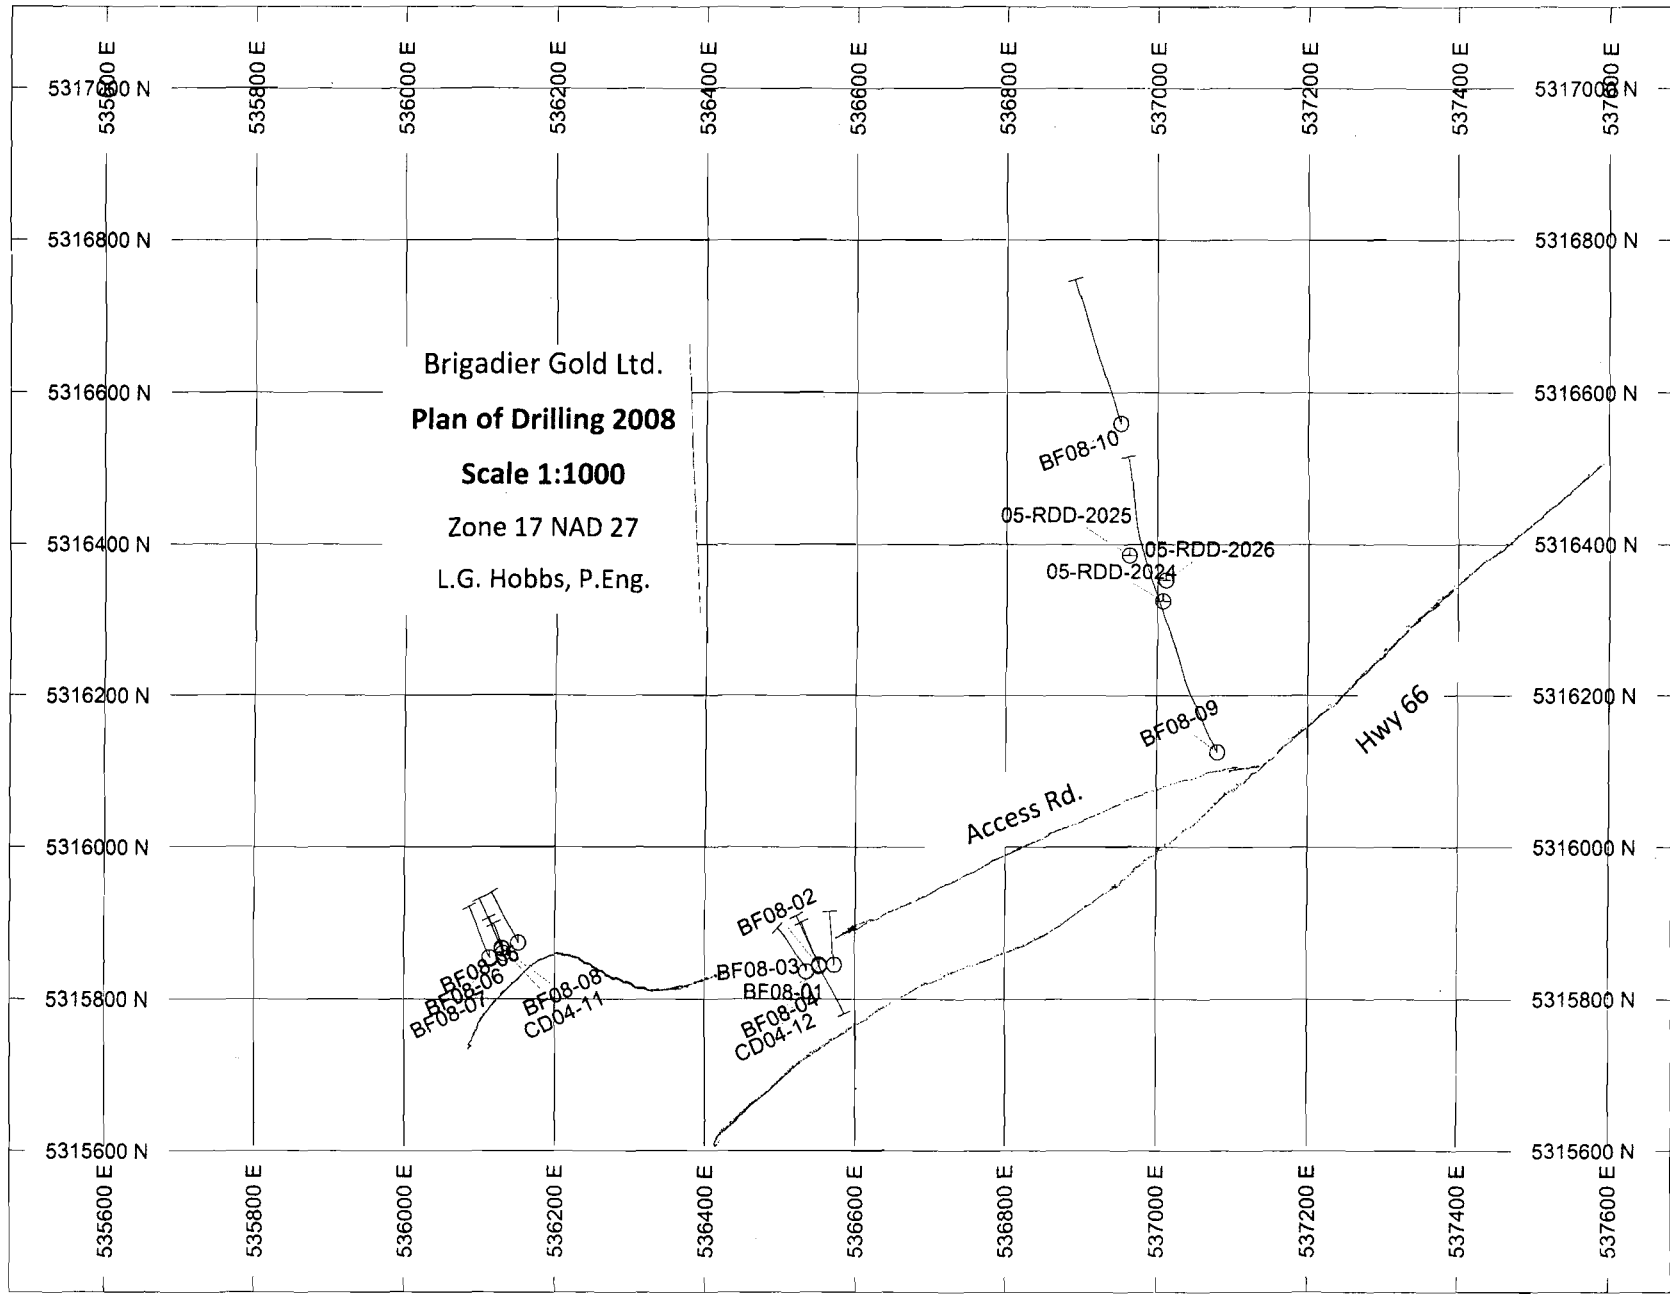 535600 E
535800 E
536000 E
536200 E
536400 E
536600 E
536800 E
537000 E
537200 E
537400 E
537600 E
5317000 N
5317000 N
5316800 N
5316800 N
Brigadier Gold Ltd.
Plan of Drilling 2008
Scale 1:1000
Zone 17 NAD 27
L.G. Hobbs, P.Eng.
5316600 N
5316600 N
BF08-10
05-RDD-2025
5316400 N
05-RDD-2026
5316400 N
05-RDD-2024
5316200 N
5316200 N
BF08-09
Hwy 66
Access Rd.
5316000 N
5316000 N
BF08-02
BF08-03
BF08-01
BF08-04
CD04-12
BF08-06
BF08-07
BF08-08
CD04-11
5315800 N
5315800 N
5315600 N
5315600 N
535600 E
535800 E
536000 E
536200 E
536400 E
536600 E
536800 E
537000 E
537200 E
537400 E
537600 E